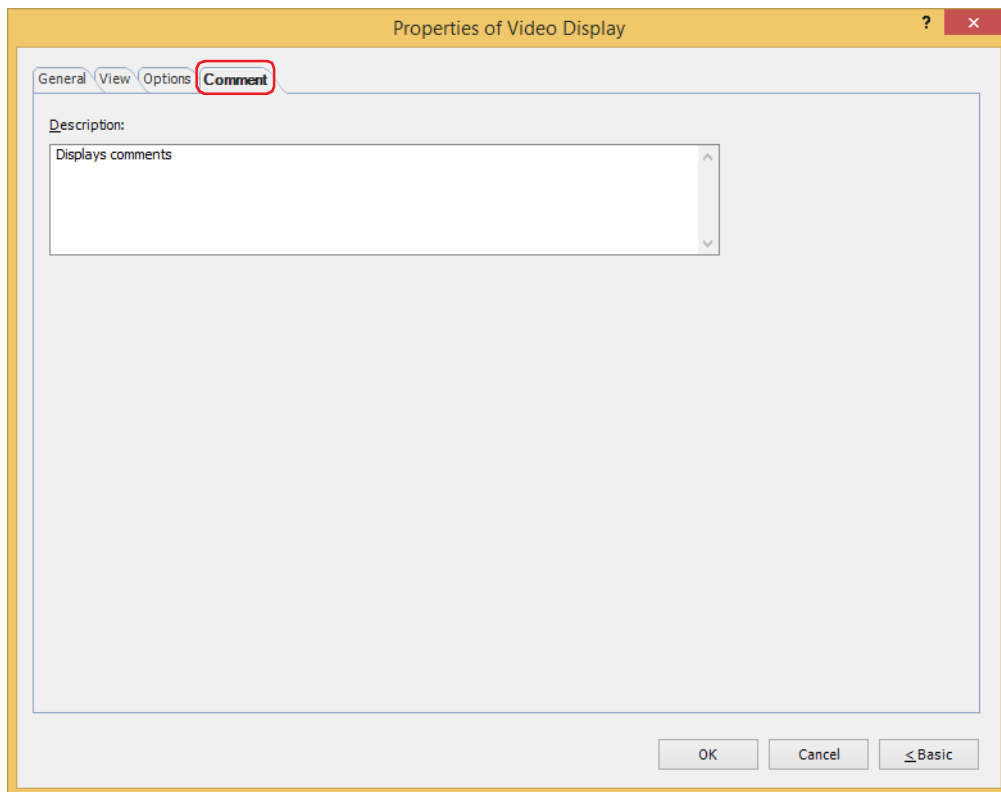 Properties of Video Display
?
General View Options Comment
Description:
Displays comments
OK Cancel < Basic